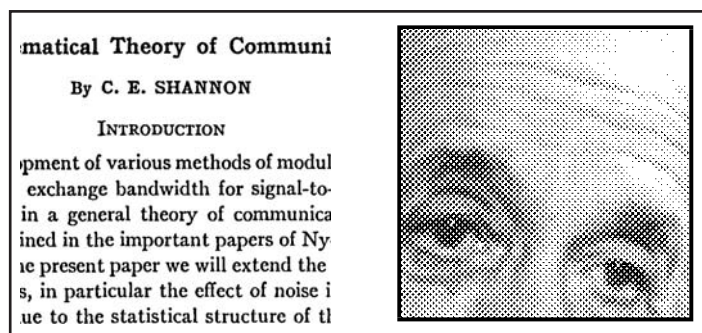 matical Theory of Communi
By C. E. SHANNON
INTRODUCTION
pment of various methods of modul
exchange bandwidth for signal-to-
in a general theory of communica
ined in the important papers of Ny-
he present paper we will extend the
s, in particular the effect of noise i
ue to the statistical structure of th